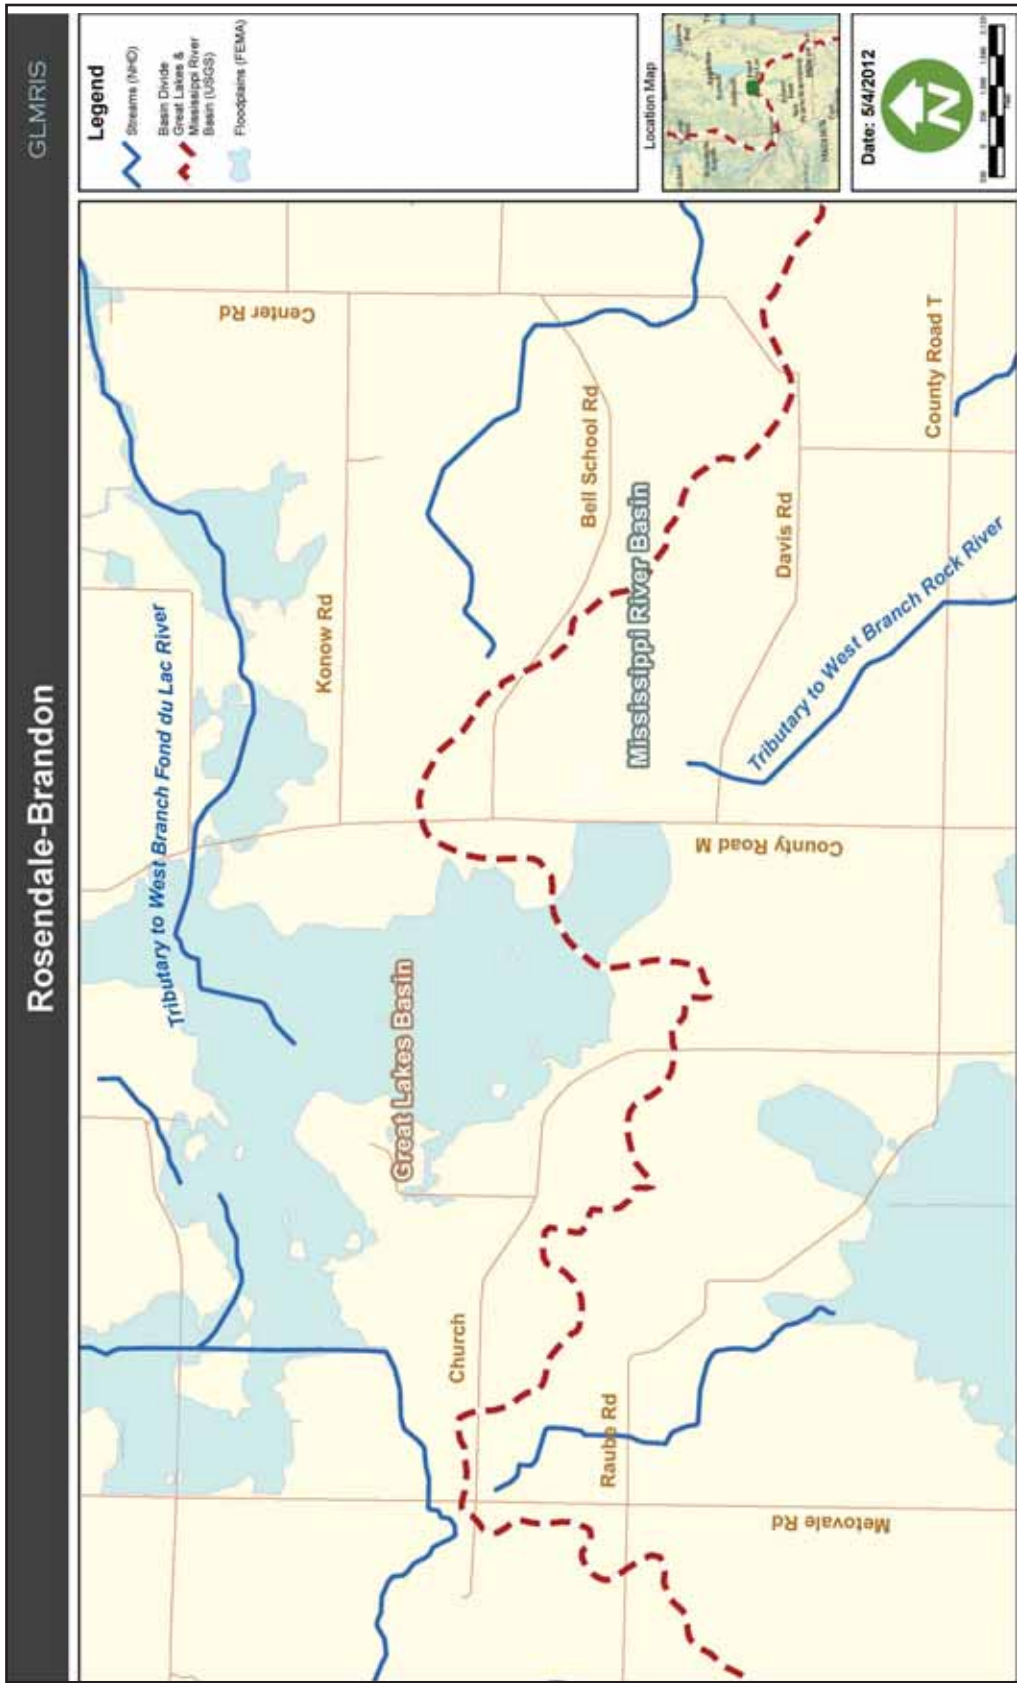 Rosendale-Brandon
GLMRIS
Legend
Streams (NHD)
Basin Divide
Great Lakes &
Mississippi River
Basin (USGS)
Floodplains (FEMA)
Location Map
Date: 5/4/2012
N
Tributary to West Branch Fond du Lac River
Center Rd
Konow Rd
Bell School Rd
Great Lakes Basin
Mississippi River Basin
Church
County Road M
Davis Rd
Raube Rd
Tributary to West Branch Rock River
County Road T
Metovale Rd